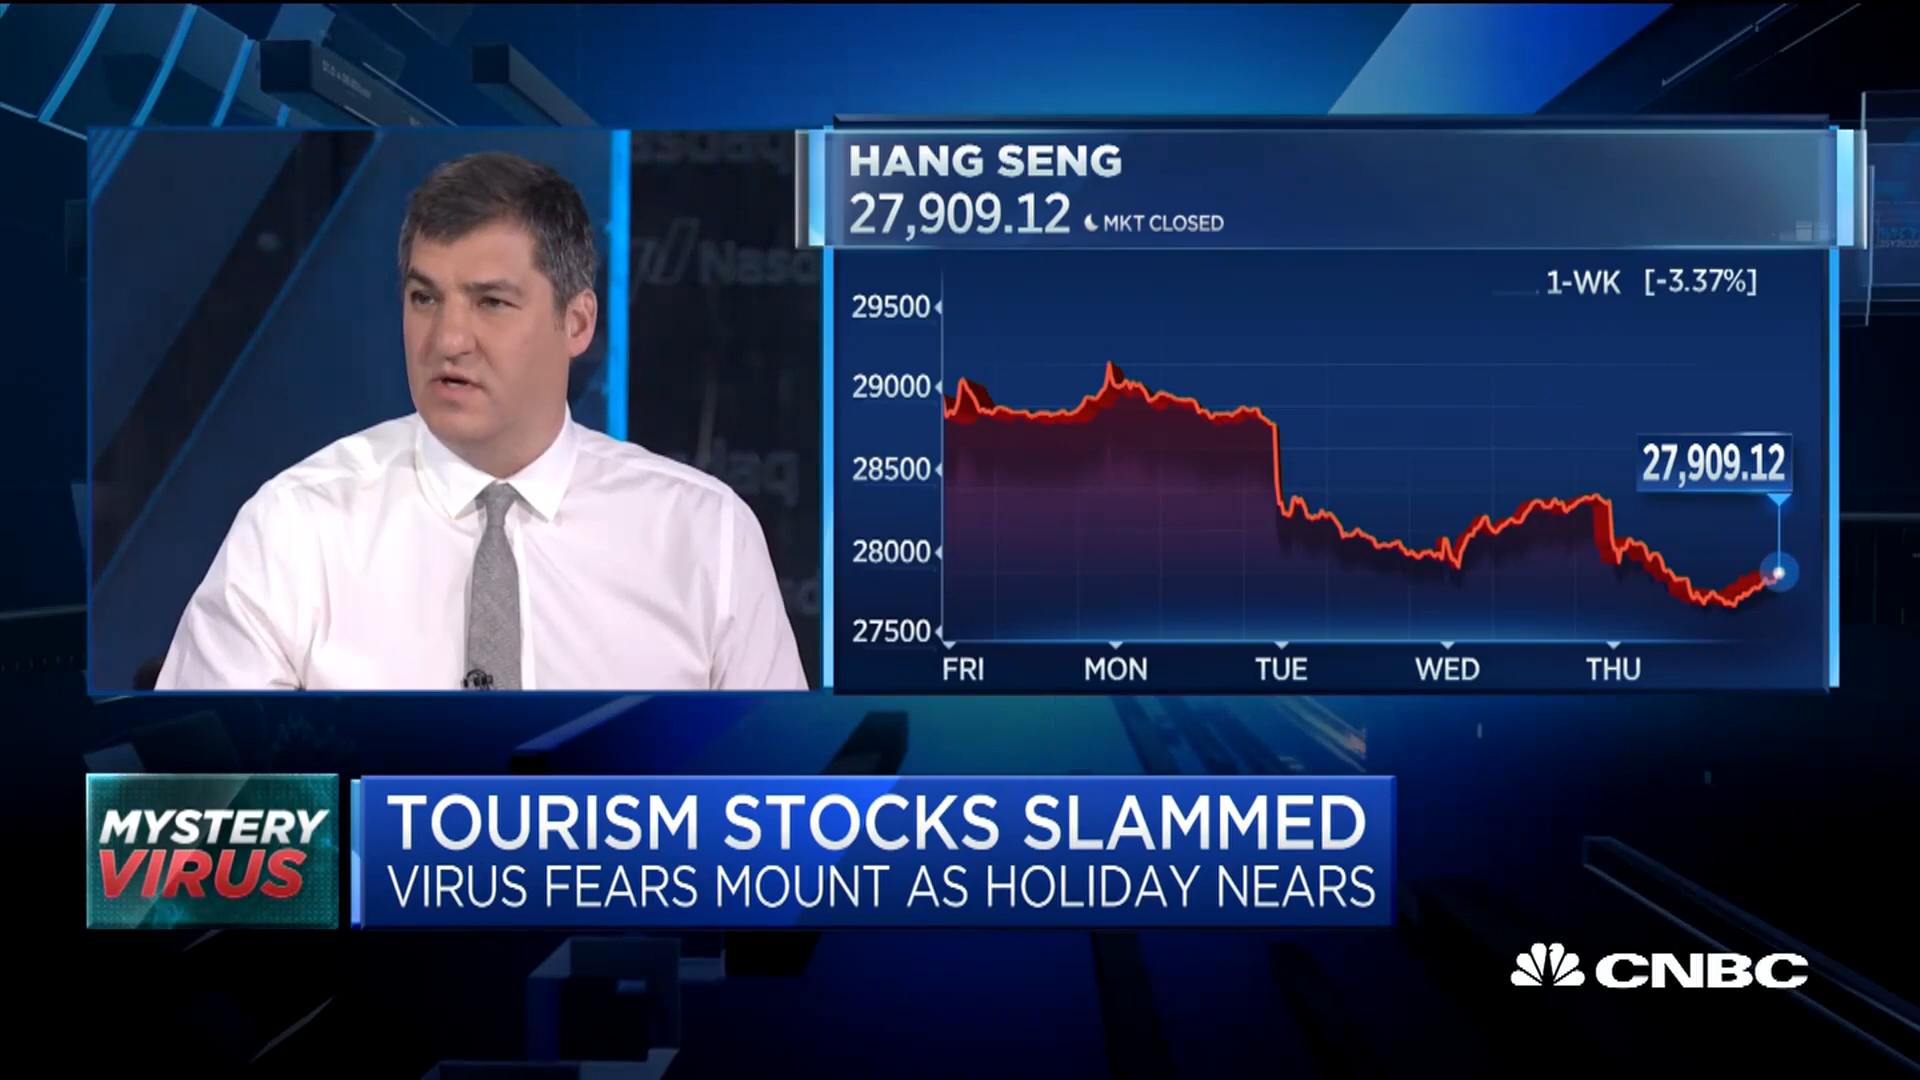 HANG SENG
27,909.12 MKT CLOSED
1-WK [-3.37%]
29500
29000
28500
28000
27500
27,909.12
FRI MON TUE WED THU
Nasdaq
MYSTERY
VIRUS
TOURISM STOCKS SLAMMED
VIRUS FEARS MOUNT AS HOLIDAY NEARS
CNBC